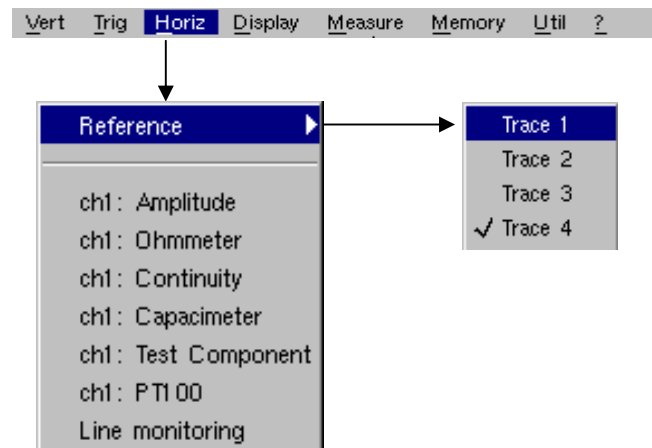 Vert Trig Horiz Display Measure Memory Util ?
Reference
ch1: Amplitude
ch1: Ohmmeter
ch1: Continuity
ch1: Capacimeter
ch1: Test Component
ch1: PT100
Line monitoring
Trace 1
Trace 2
Trace 3
Trace 4